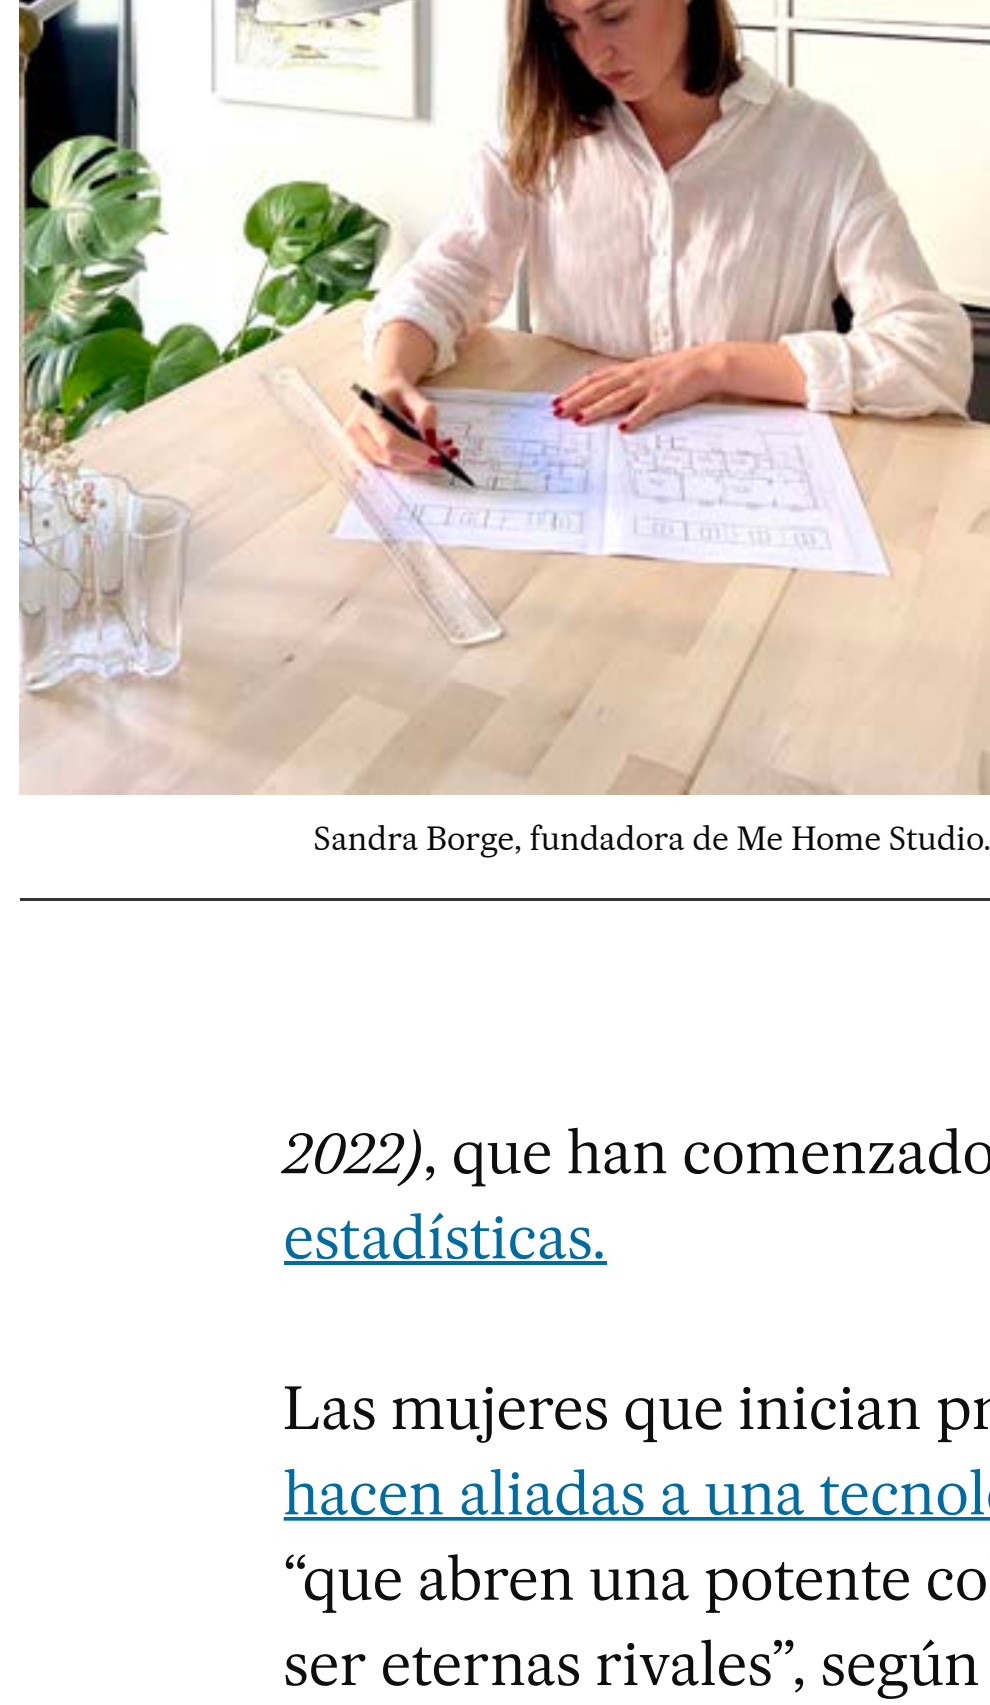 Sandra Borge, fundadora de Me Home Studio.
2022), que han comenzado
estadísticas.
Las mujeres que inician
hacen aliadas a una
“que abren una potente
ser eternas rivales”, según